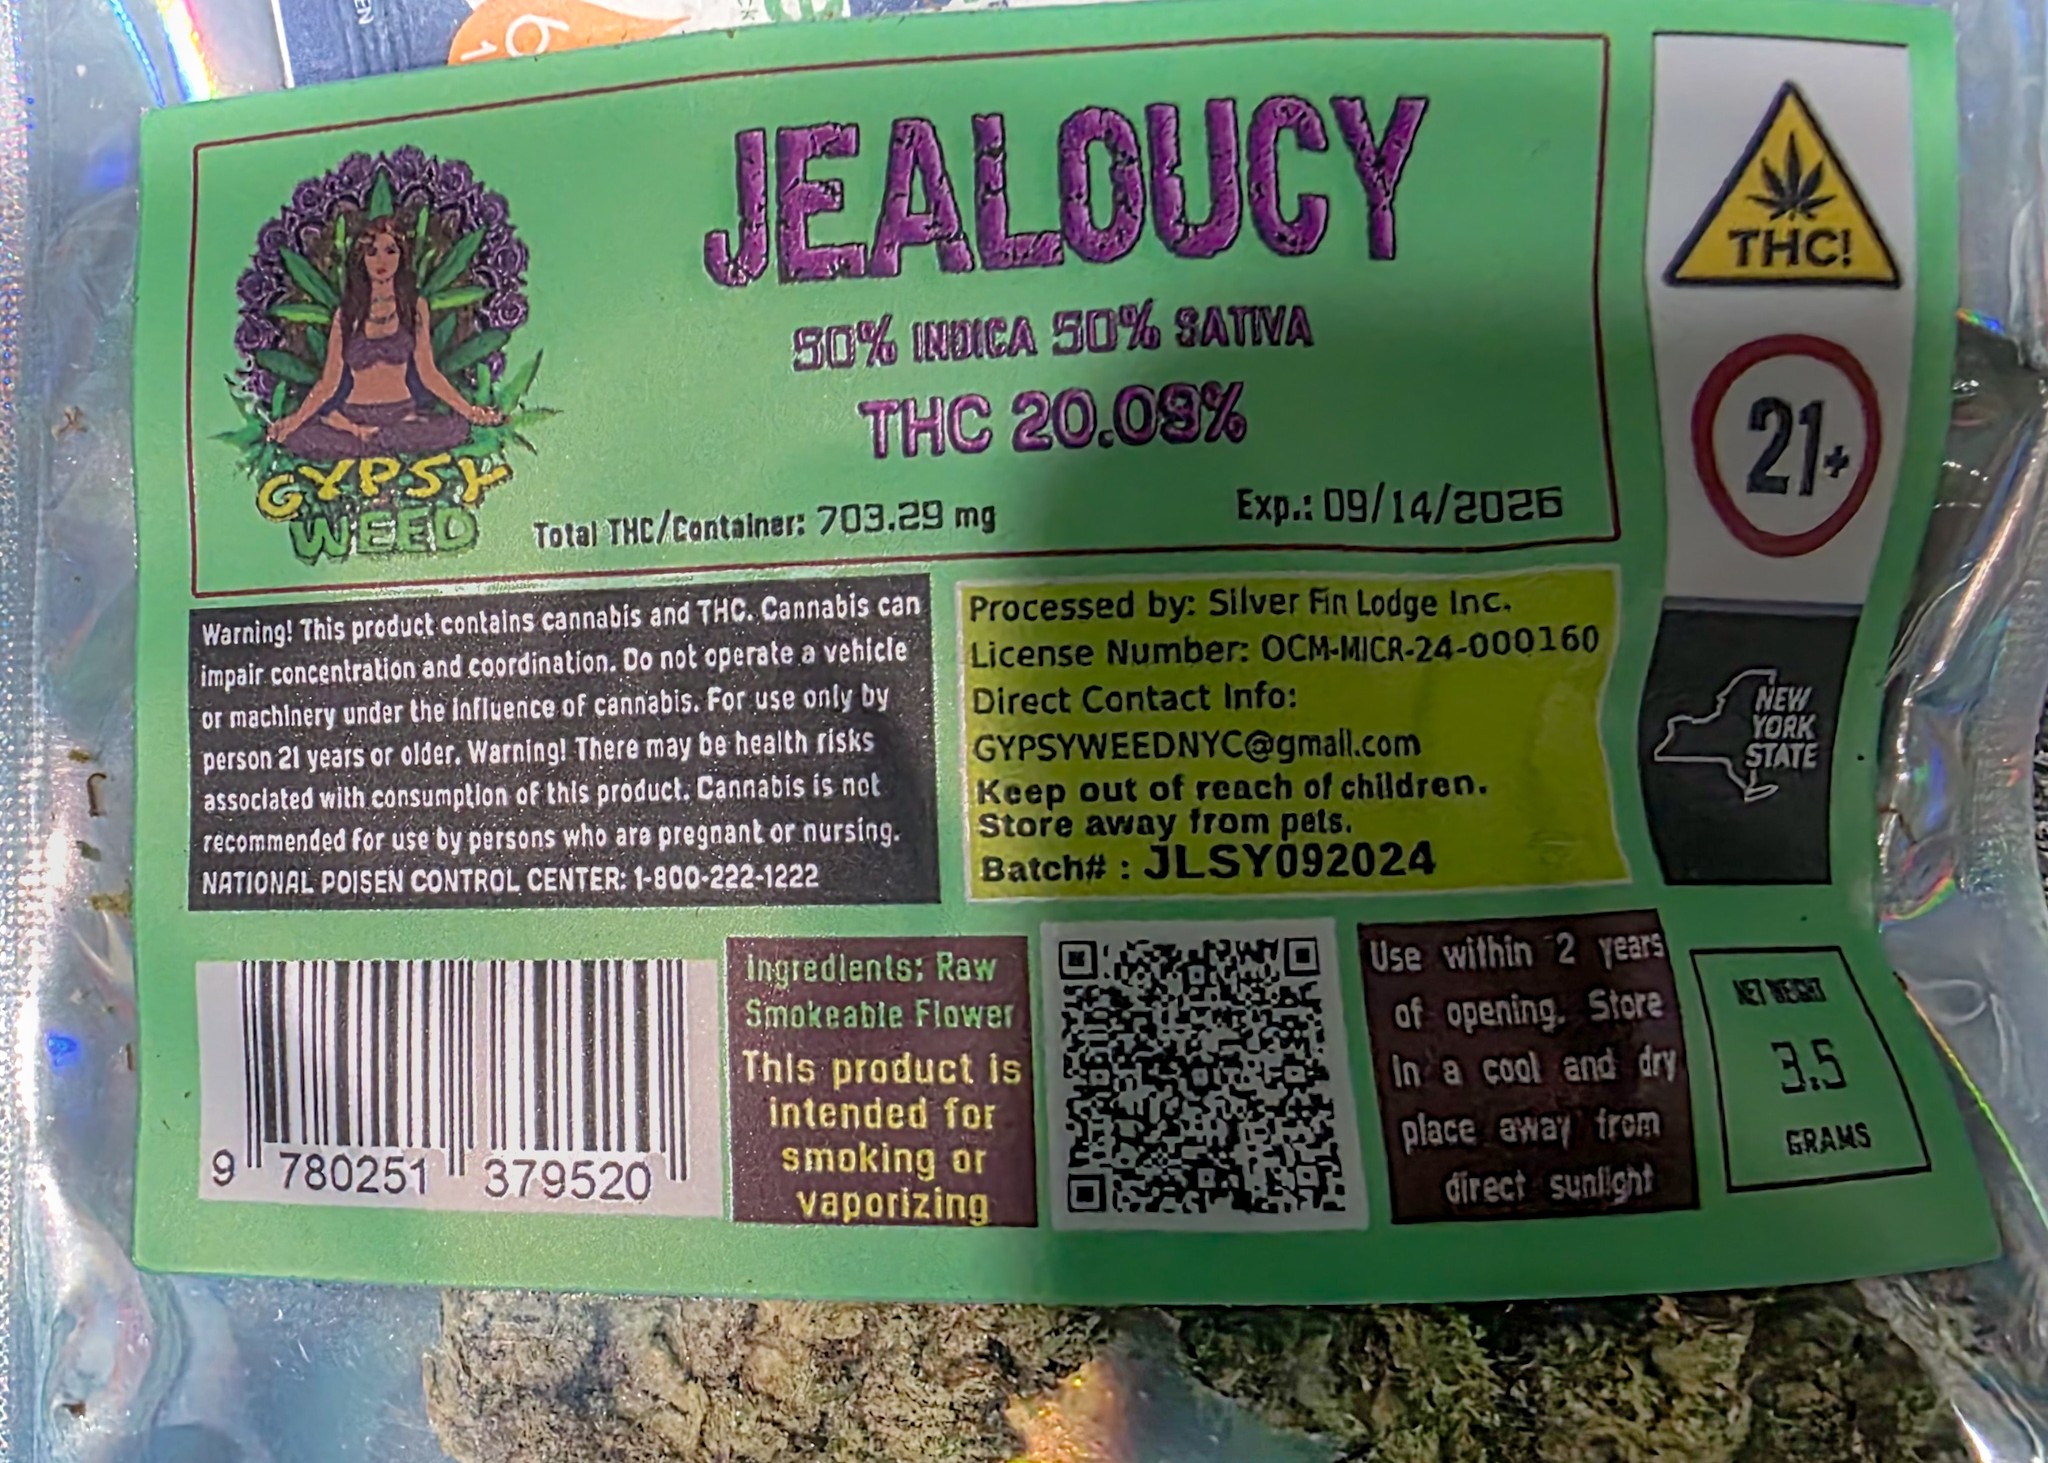 JEALOUCY
50% INDICA 50% SATIVA
THC 20.09%
GYPSY
WEED
Total THC/Container: 703.29 mg
Exp.: 09/14/2026
THC!
21+
Warning! This product contains cannabis and THC. Cannabis can
impair concentration and coordination. Do not operate a vehicle
or machinery under the influence of cannabis. For use only by
person 21 years or older. Warning! There may be health risks
associated with consumption of this product. Cannabis is not
recommended for use by persons who are pregnant or nursing.
NATIONAL POISEN CONTROL CENTER: 1-800-222-1222
Processed by: Silver Fin Lodge Inc.
License Number: OCM-MICR-24-000160
Direct Contact Info:
GYPSYWEEDNYC@gmail.com
Keep out of reach of children.
Store away from pets.
Batch# : JLSY092024
NEW
YORK
STATE
9 780251 379520
Ingredients: Raw
Smokeable Flower
This product is
intended for
smoking or
vaporizing
Use within 2 years
of opening. Store
in a cool and dry
place away from
direct sunlight
NET WEIGHT
3.5
GRAMS